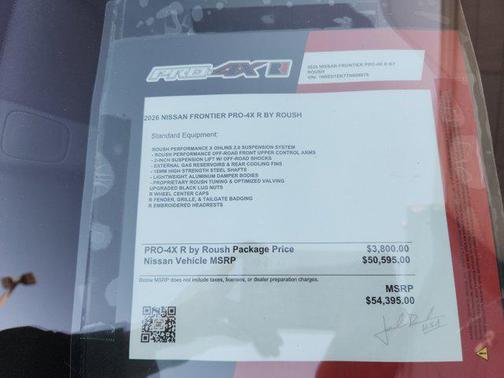 PRO-4X R
2026 NISSAN FRONTIER PRO-4X R BY
ROUSH
2026 NISSAN FRONTIER PRO-4X R BY ROUSH
Standard Equipment:
ROUSH PERFORMANCE X OHLINS 2.0 SUSPENSION SYSTEM
- ROUSH PERFORMANCE OFF-ROAD FRONT UPPER CONTROL ARMS
- 2-INCH SUSPENSION LIFT W/ OFF-ROAD SHOCKS
- EXTERNAL GAS RESERVOIRS & REAR COOLING FINS
- 16MM HIGH STRENGTH STEEL SHAFTS
- LIGHTWEIGHT ALUMINUM DAMPER BODIES
- PROPRIETARY ROUSH TUNING & OPTIMIZED VALVING
UPGRADED BLACK LUG NUTS
R WHEEL CENTER CAPS
R FENDER, GRILLE, & TAILGATE BADGING
R EMBROIDERED HEADRESTS
PRO-4X R by Roush Package Price $3,800.00
Nissan Vehicle MSRP $50,595.00
Below MSRP does not include taxes, licenses, or dealer preparation charges.
MSRP
$54,395.00